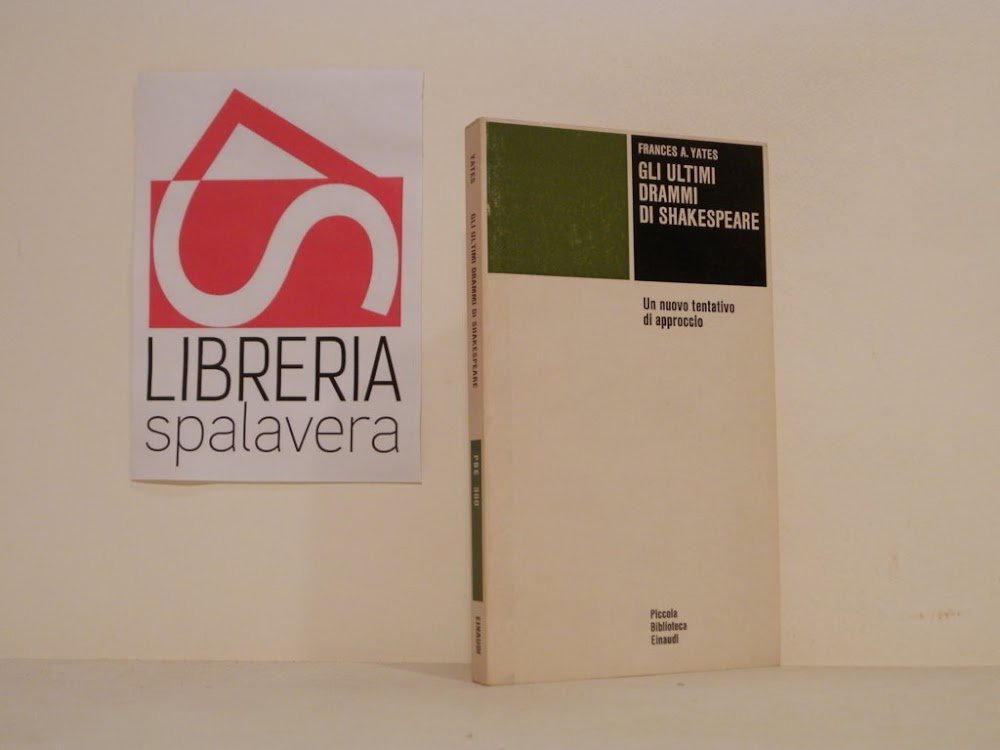 LIBRERIA
spalavera
YATES GLI ULTIMI DRAMMI DI SHAKESPEARE
PBE
EINAUDI
FRANCES A. YATES
GLI ULTIMI
DRAMMI
DI SHAKESPEARE
Un nuovo tentativo
di approccio
Piccola
Biblioteca
Einaudi